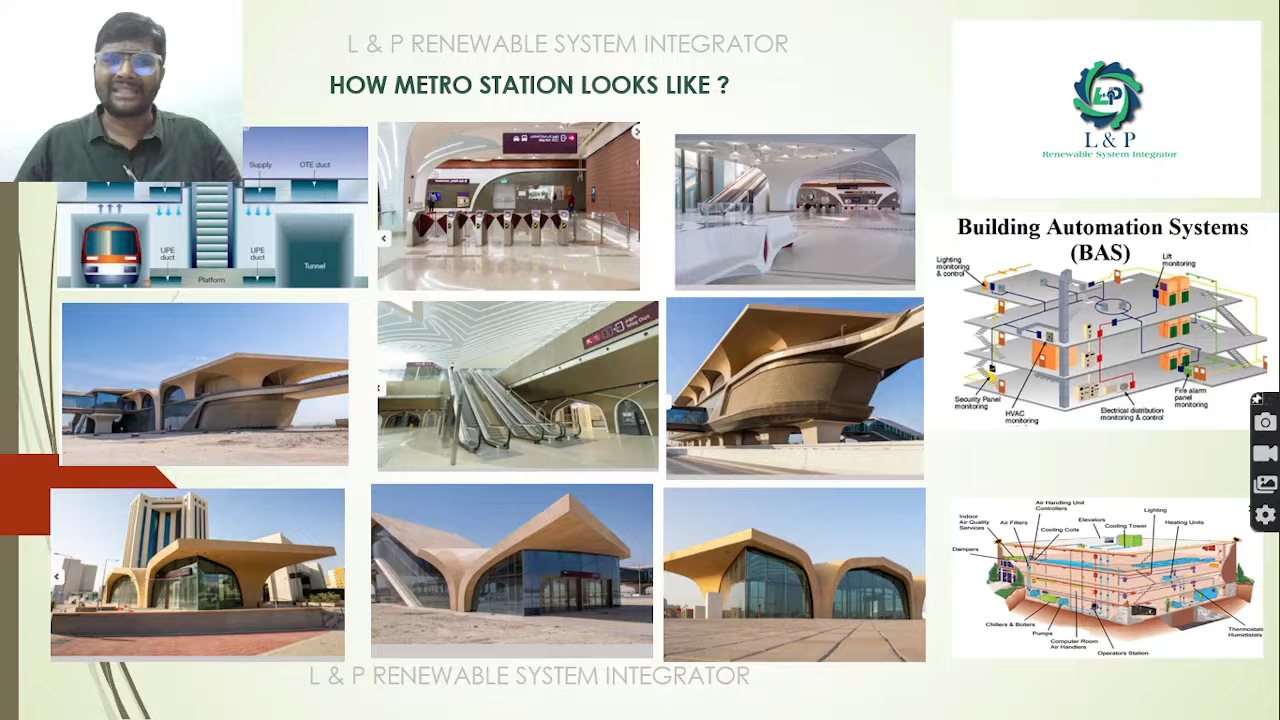 L & P RENEWABLE SYSTEM INTEGRATOR
HOW METRO STATION LOOKS LIKE ?
Supply
OTE duct
UPE
duct
UPE
duct
Platform
Tunnel
Way Out
L & P
L & P
Renewable System Integrator
Building Automation Systems
(BAS)
Lighting
monitoring
& control
Lift
monitoring
Security Panel
monitoring
HVAC
monitoring
Electrical distribution
monitoring & control
Fire alarm
panel
monitoring
Air Handling Unit
Controllers
Indoor
Air Quality
Services
Air Filters
Cooling Coils
Elevators
Cooling Tower
Lighting
Heating Units
Dampers
Chillers & Boilers
Pumps
Computer Room
Air Handlers
Operators Station
Thermostats
Humidistats
L & P RENEWABLE SYSTEM INTEGRATOR